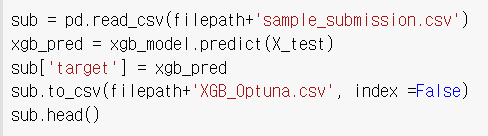 sub = pd.read_csv(filepath+'sample_submission.csv')
xgb_pred = xgb_model.predict(X_test)
sub['target'] = xgb_pred
sub.to_csv(filepath+'XGB_Optuna.csv', index =False)
sub.head()